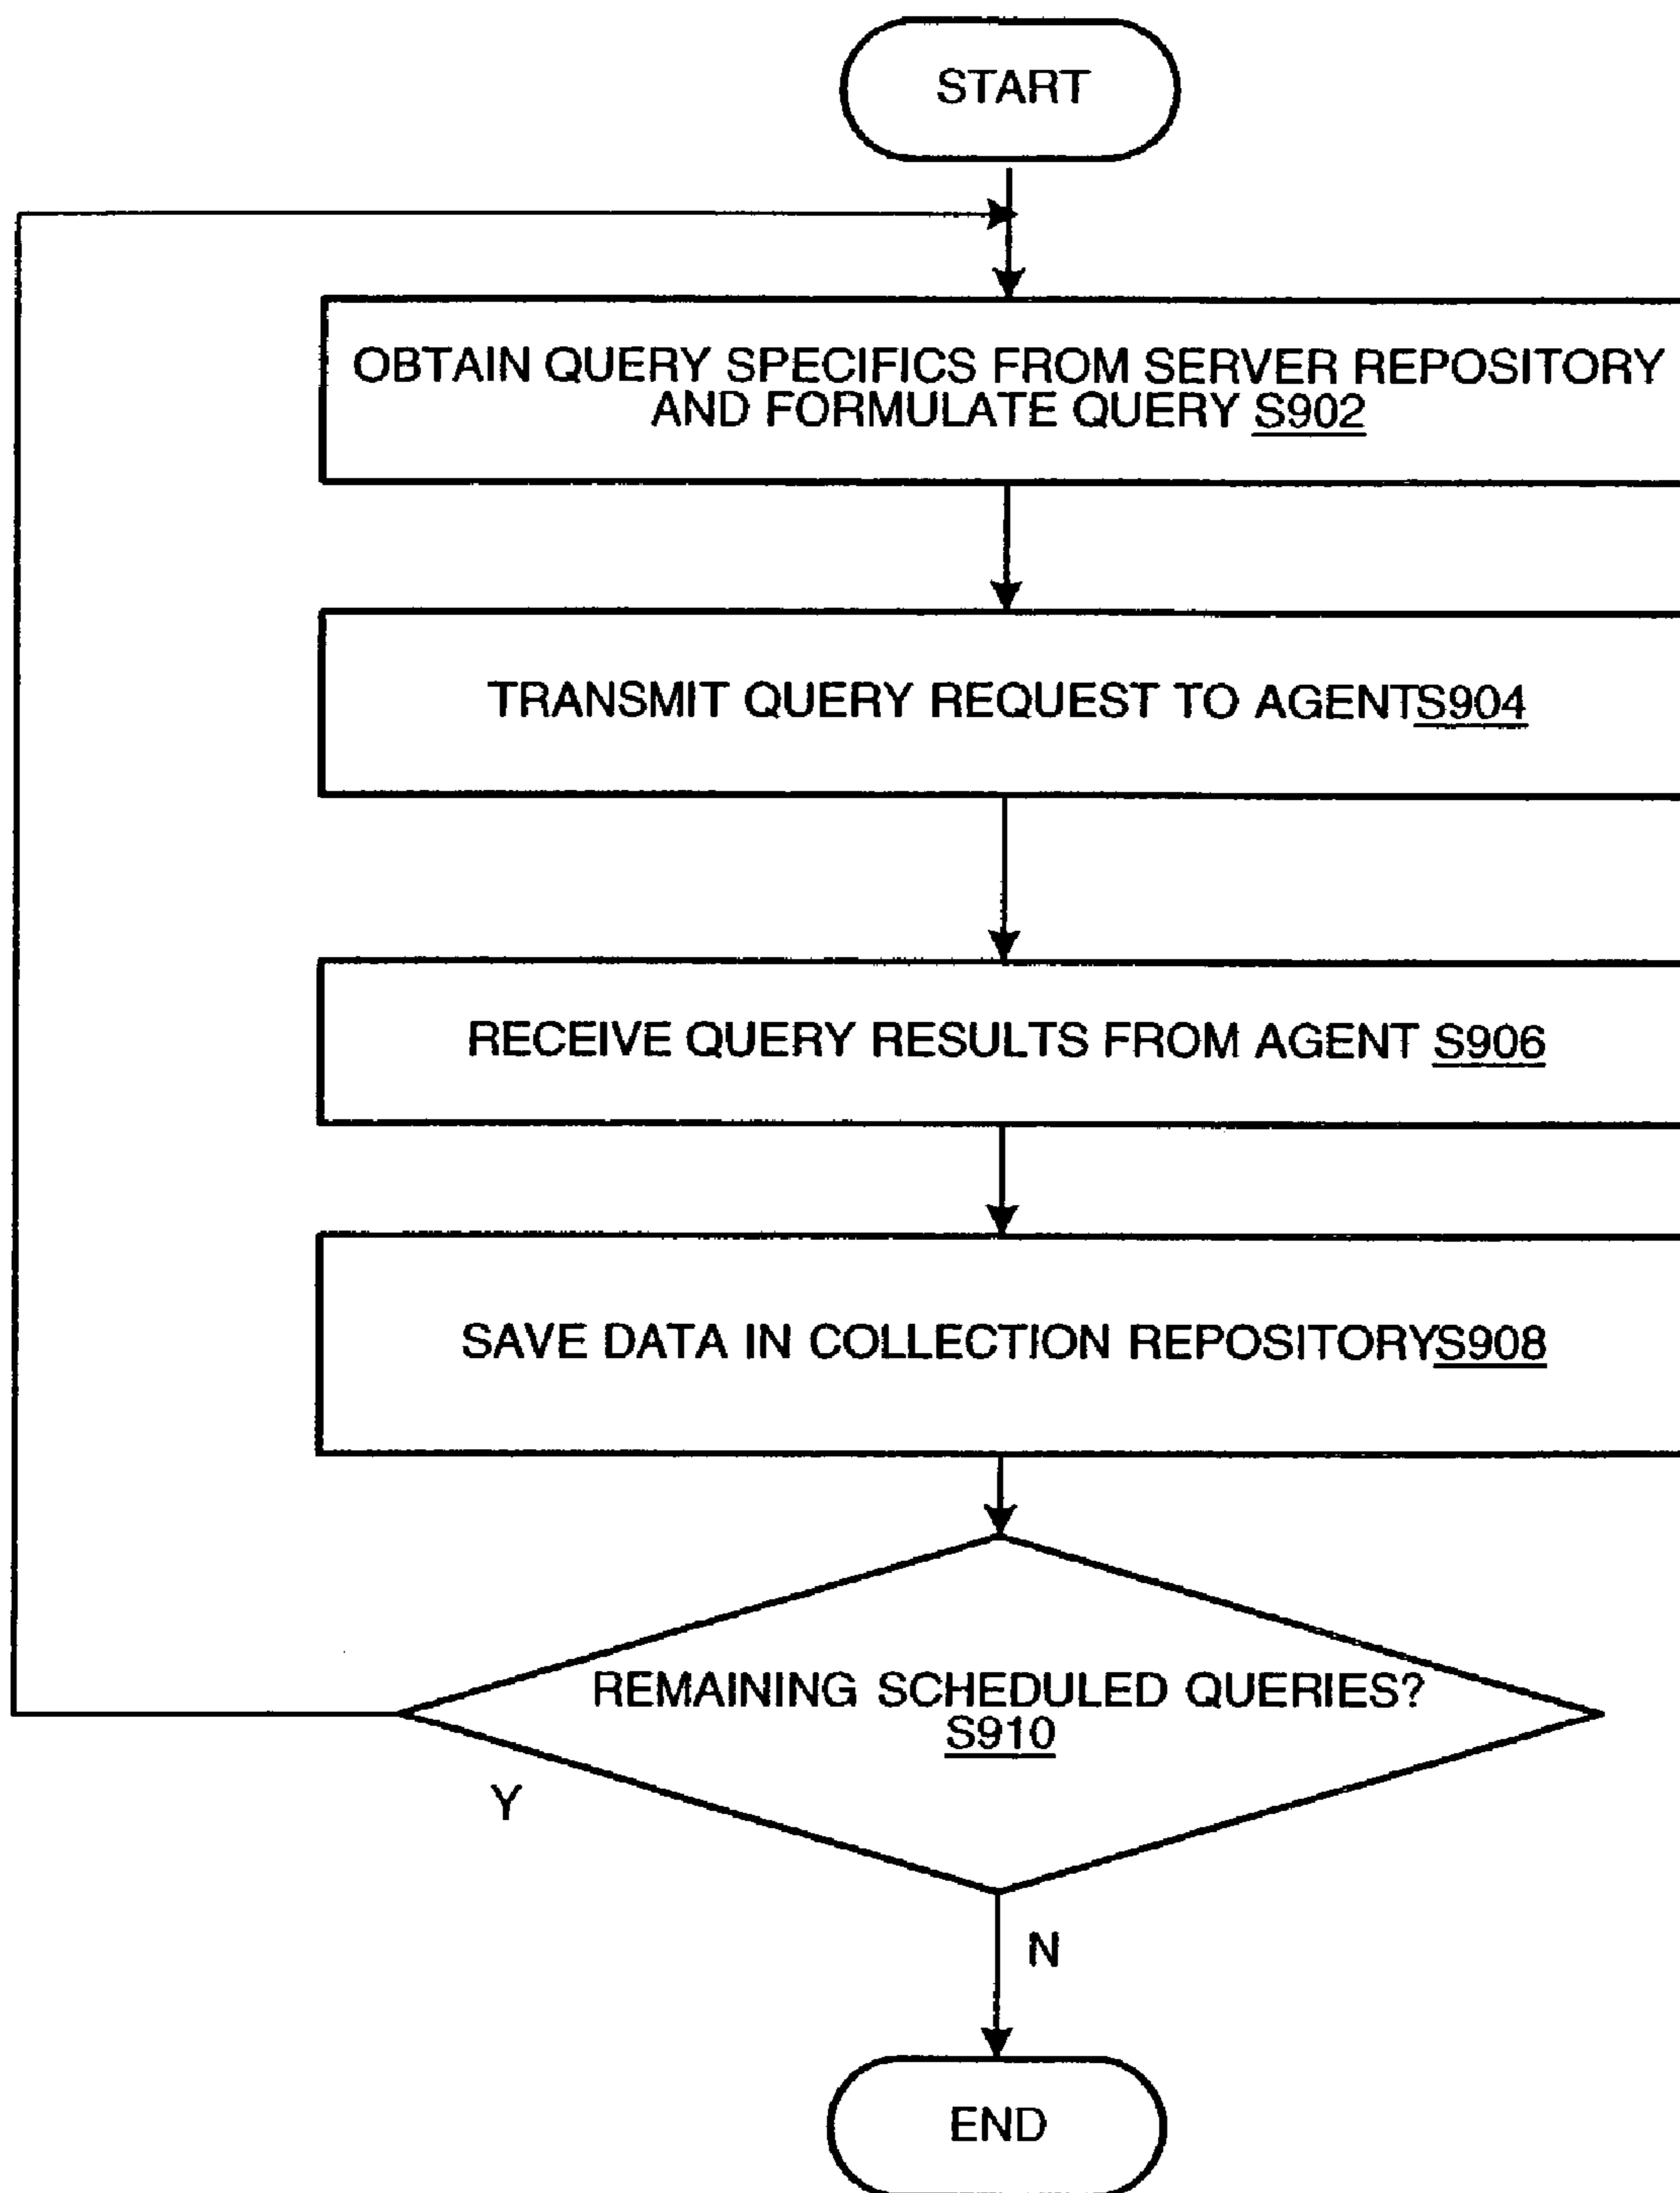 START
OBTAIN QUERY SPECIFICS FROM SERVER REPOSITORY
AND FORMULATE QUERY S902
TRANSMIT QUERY REQUEST TO AGENTS904
RECEIVE QUERY RESULTS FROM AGENT S906
SAVE DATA IN COLLECTION REPOSITORYS908
REMAINING SCHEDULED QUERIES?
S910
Y
N
END